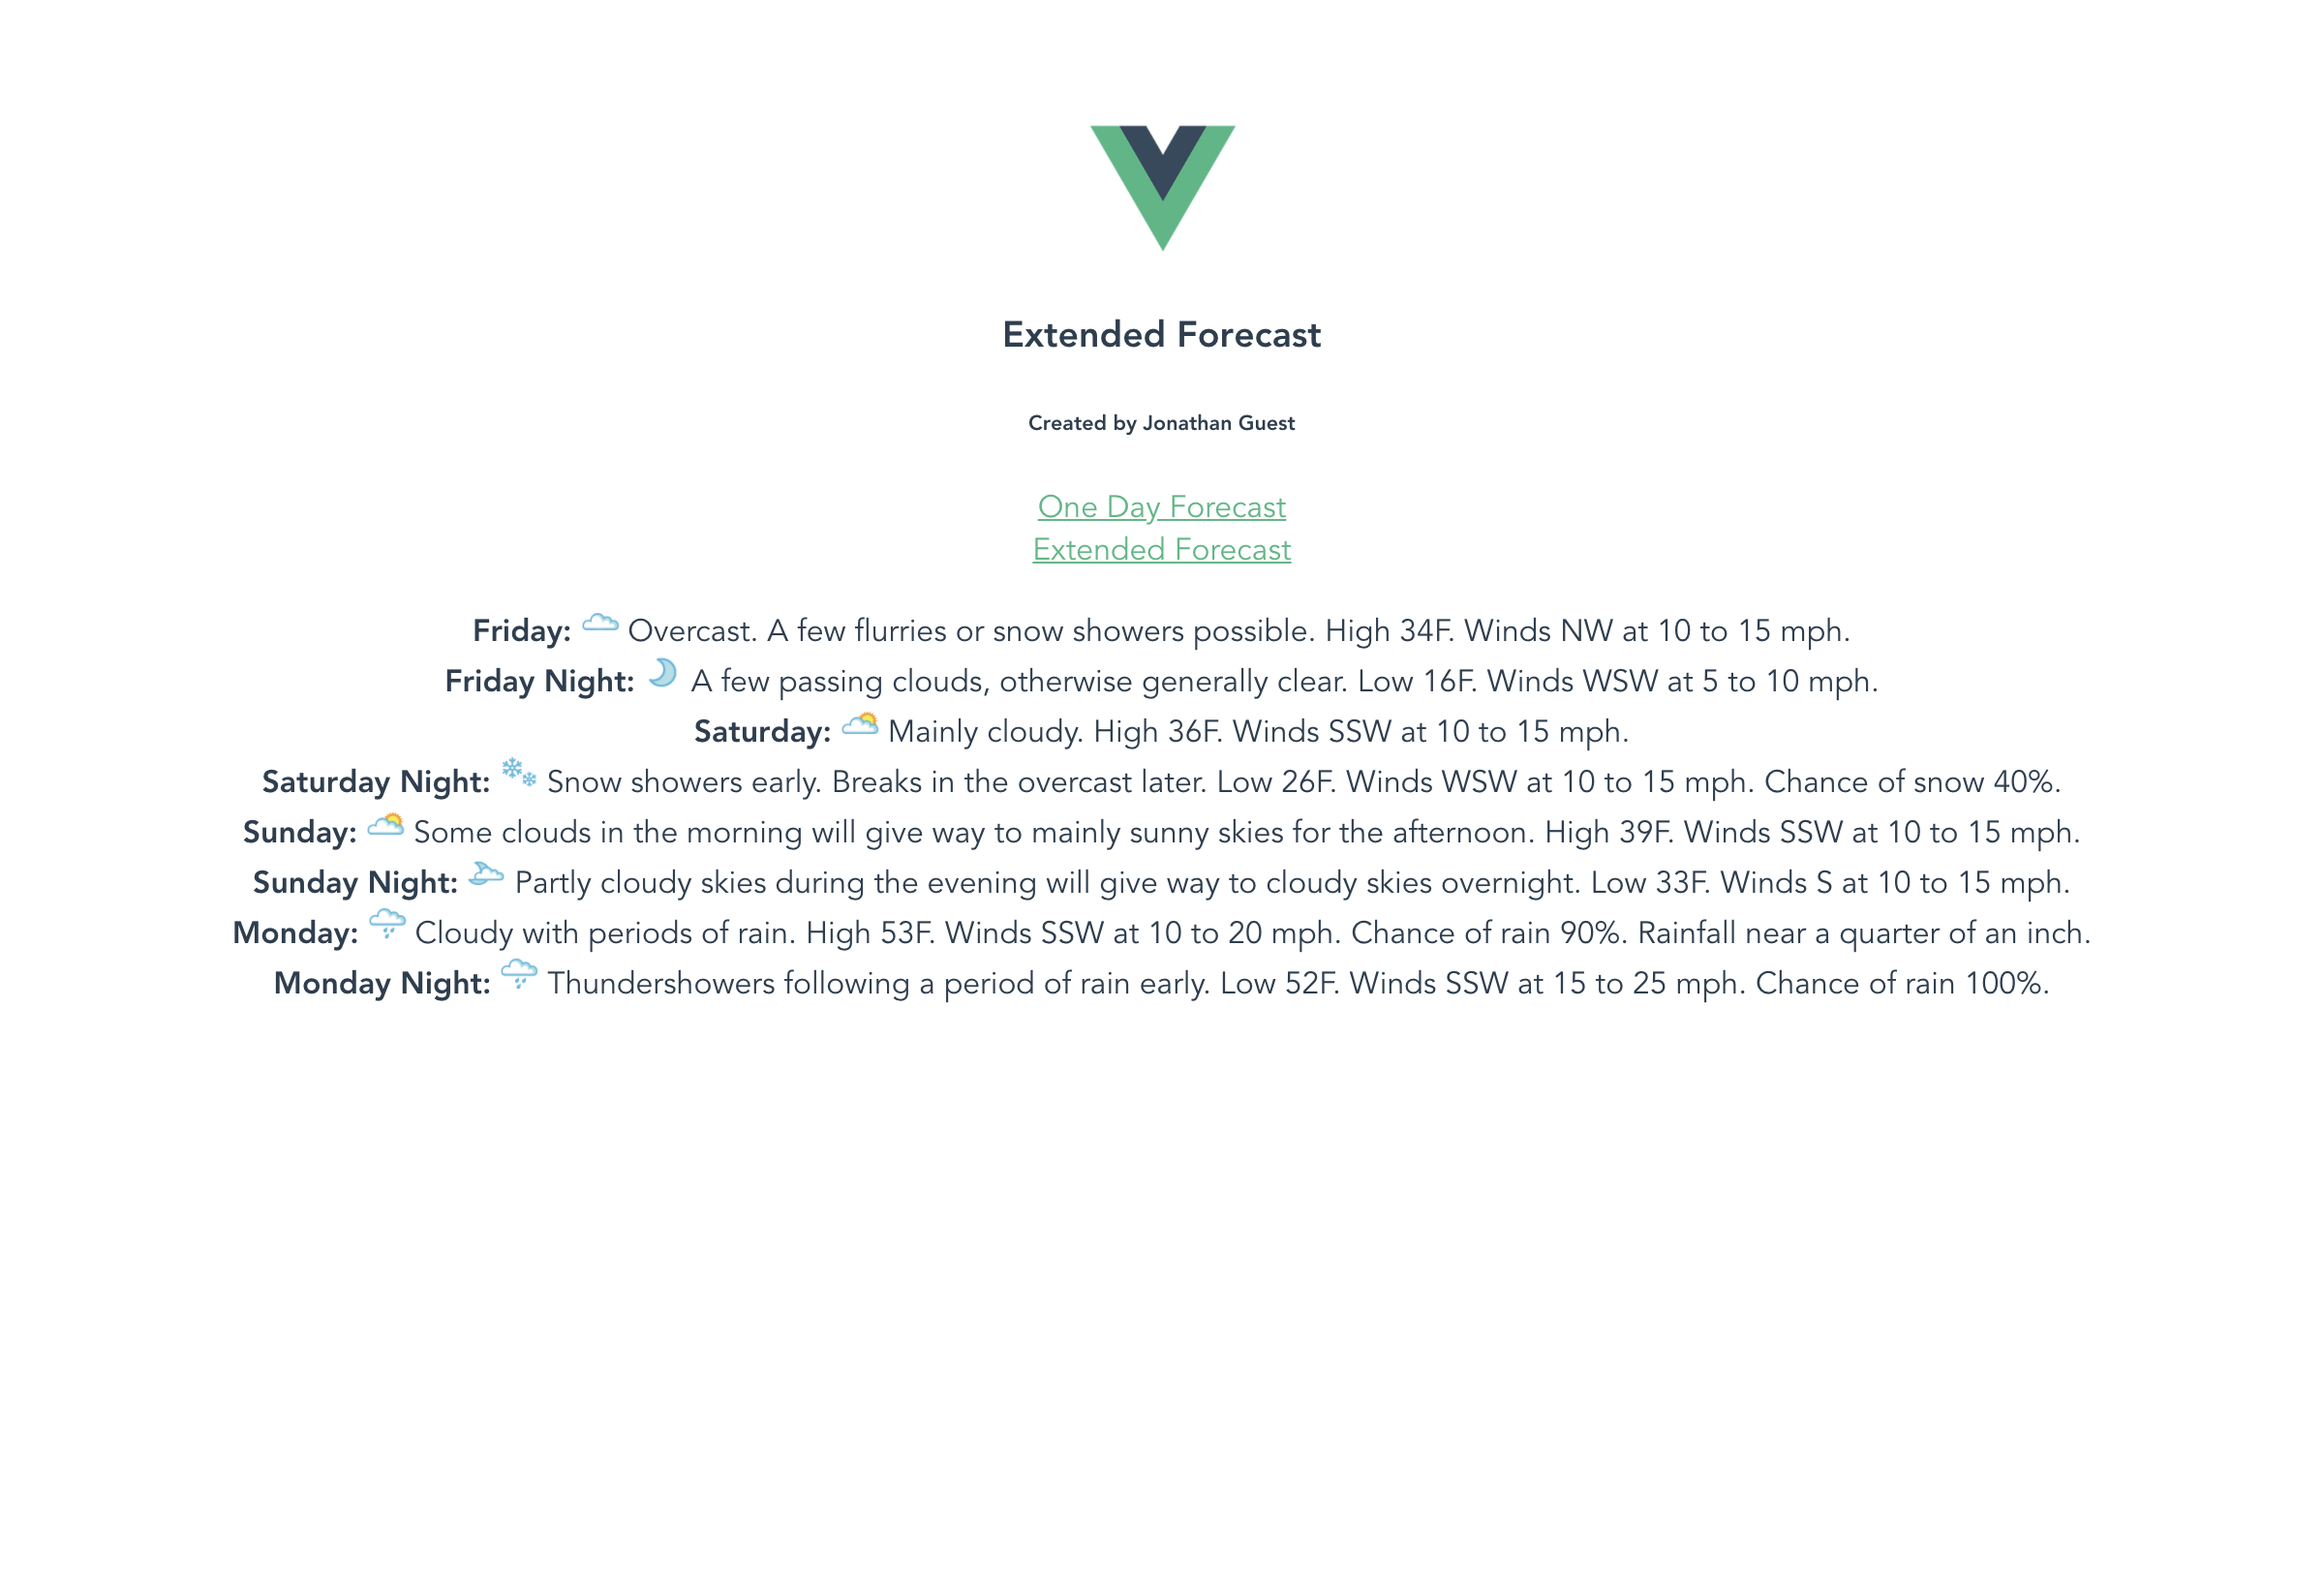 Extended Forecast
Created by Jonathan Guest
One Day Forecast
Extended Forecast
Friday: Overcast. A few flurries or snow showers possible. High 34F. Winds NW at 10 to 15 mph.
Friday Night: A few passing clouds, otherwise generally clear. Low 16F. Winds WSW at 5 to 10 mph.
Saturday: Mainly cloudy. High 36F. Winds SSW at 10 to 15 mph.
Saturday Night: Snow showers early. Breaks in the overcast later. Low 26F. Winds WSW at 10 to 15 mph. Chance of snow 40%.
Sunday: Some clouds in the morning will give way to mainly sunny skies for the afternoon. High 39F. Winds SSW at 10 to 15 mph.
Sunday Night: Partly cloudy skies during the evening will give way to cloudy skies overnight. Low 33F. Winds S at 10 to 15 mph.
Monday: Cloudy with periods of rain. High 53F. Winds SSW at 10 to 20 mph. Chance of rain 90%. Rainfall near a quarter of an inch.
Monday Night: Thundershowers following a period of rain early. Low 52F. Winds SSW at 15 to 25 mph. Chance of rain 100%.